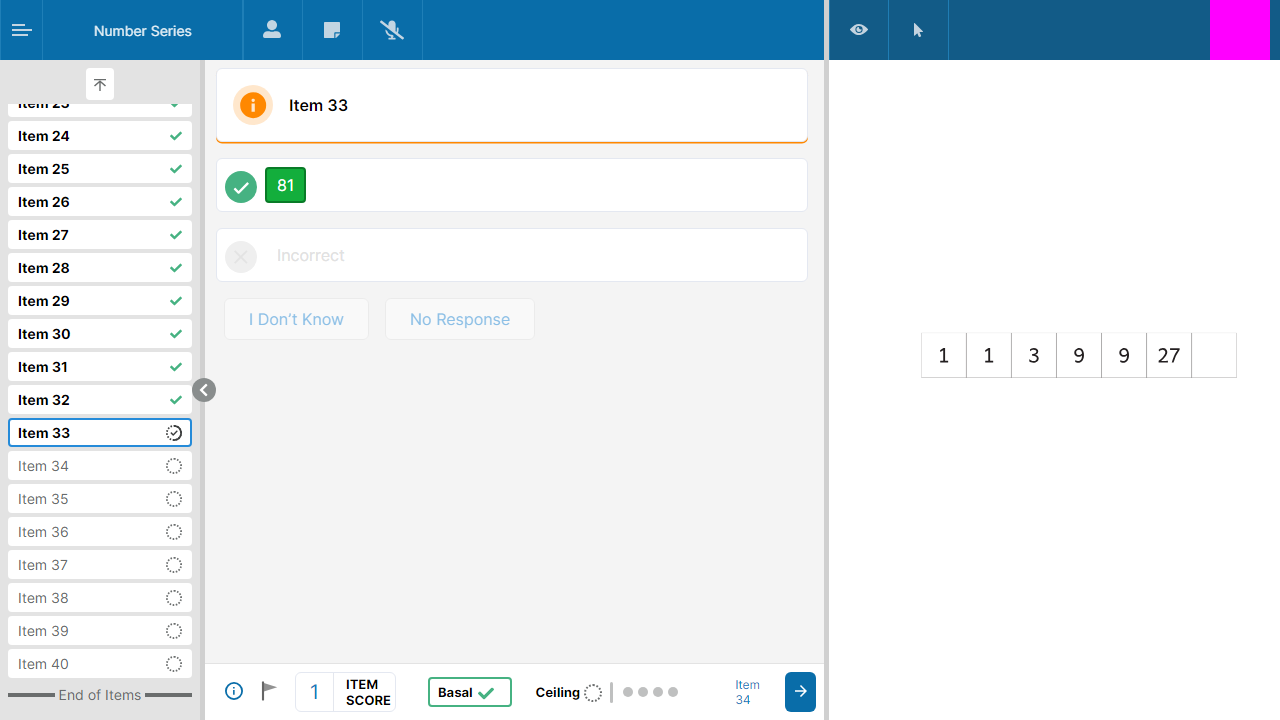 Number Series
Item 23
Item 24
Item 25
Item 26
Item 27
Item 28
Item 29
Item 30
Item 31
Item 32
Item 33
Item 34
Item 35
Item 36
Item 37
Item 38
Item 39
Item 40
End of Items
Item 33
81
Incorrect
I Don't Know
No Response
1
ITEM
SCORE
Basal
Ceiling
Item
34
1 1 3 9 9 27